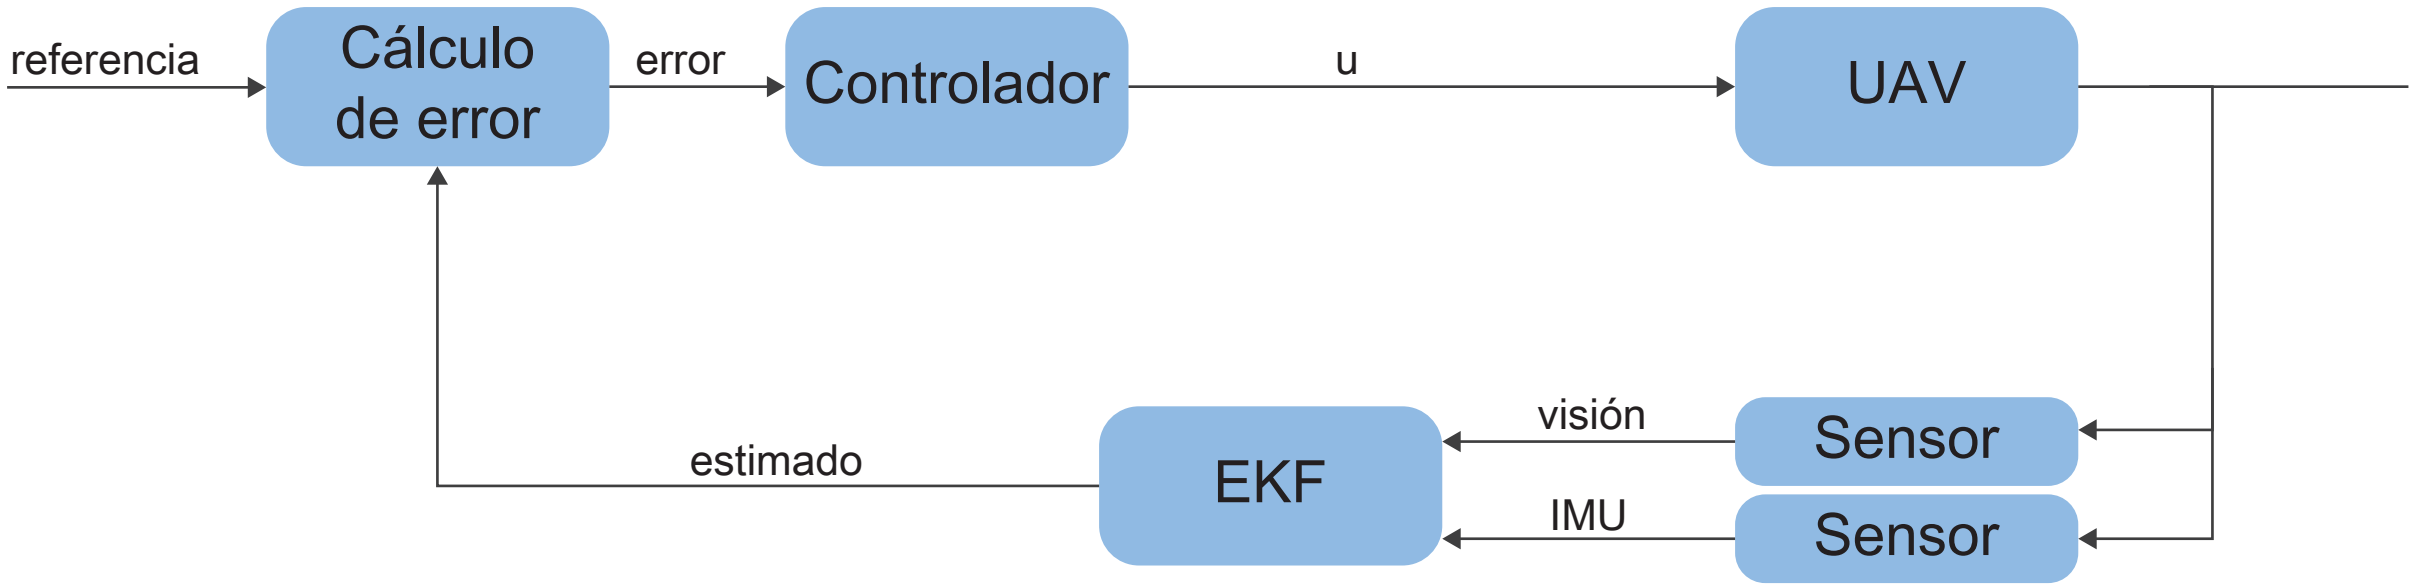 referencia
Cálculo
de error
error
Controlador
u
UAV
estimado
EKF
visión
Sensor
IMU
Sensor